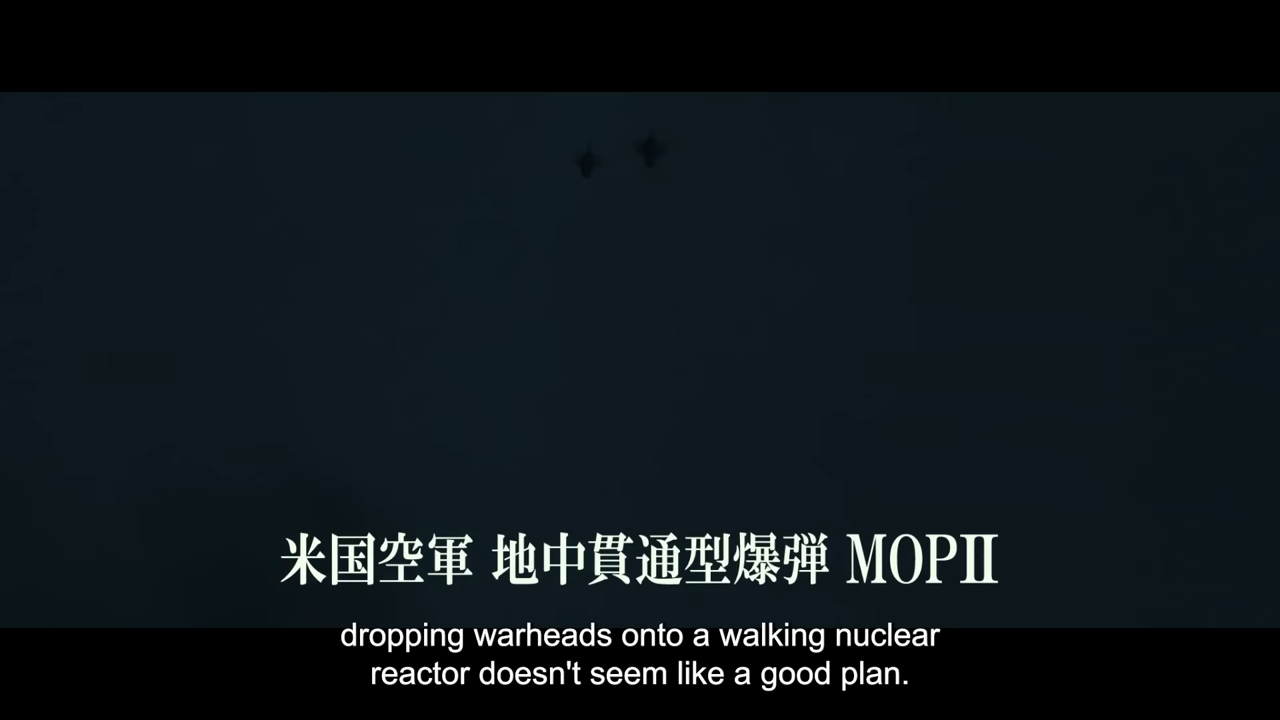 米国空軍 地中貫通型爆弾 MOPⅡ
dropping warheads onto a walking nuclear
reactor doesn't seem like a good plan.